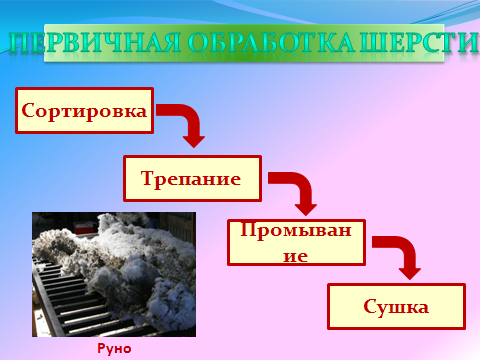 ПЕРВИЧНАЯ ОБРАБОТКА ШЕРСТИ
Сортировка
Трепание
Промыван
ие
Сушка
Руно